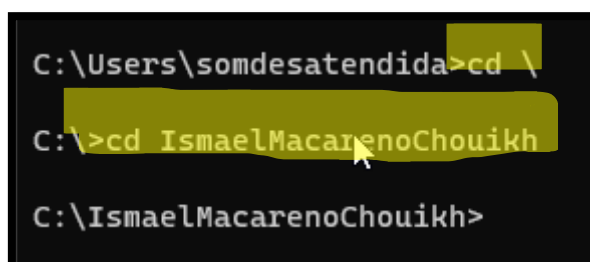 C:\Users\somdesatendida>cd \
C:\>cd IsmaelMacarenoChouikh
C:\IsmaelMacarenoChouikh>